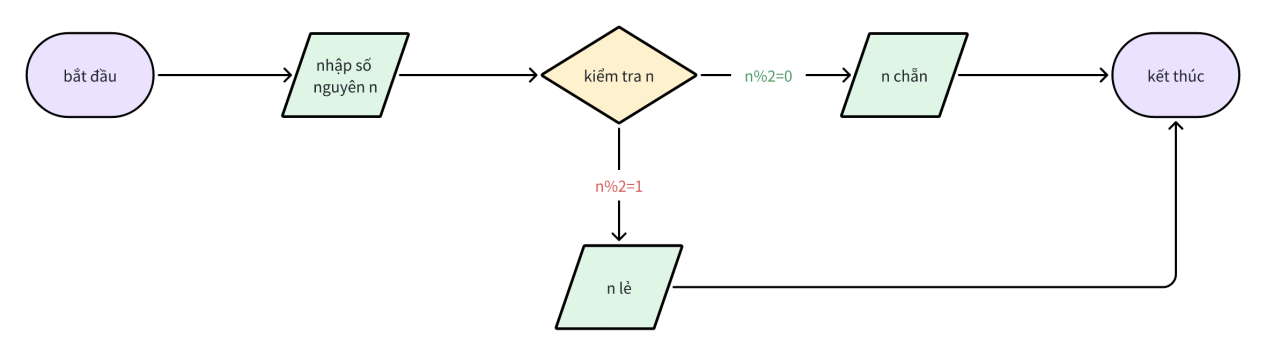 bắt đầu
nhập số
nguyên n
kiểm tra n
n%2=0
n chẵn
kết thúc
n%2=1
n lẻ